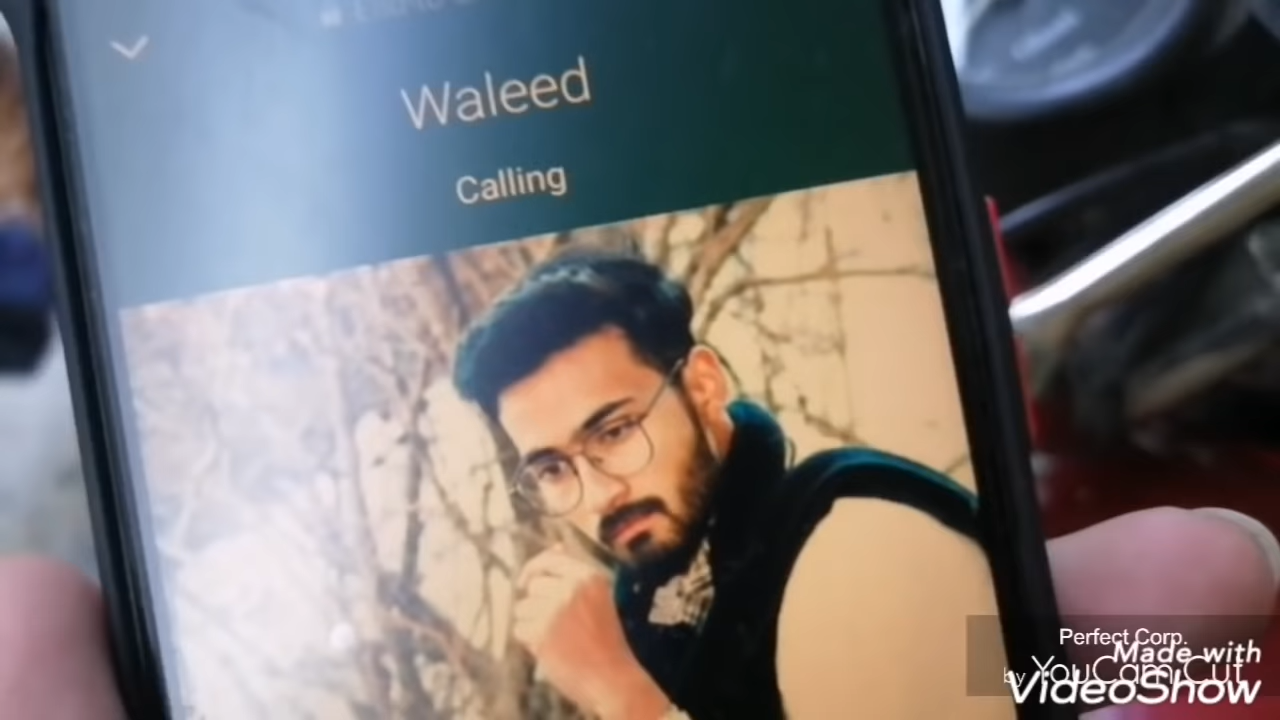 Waleed
Calling
Perfect Corp.
Made with
by YouCam Cut
VideoShow